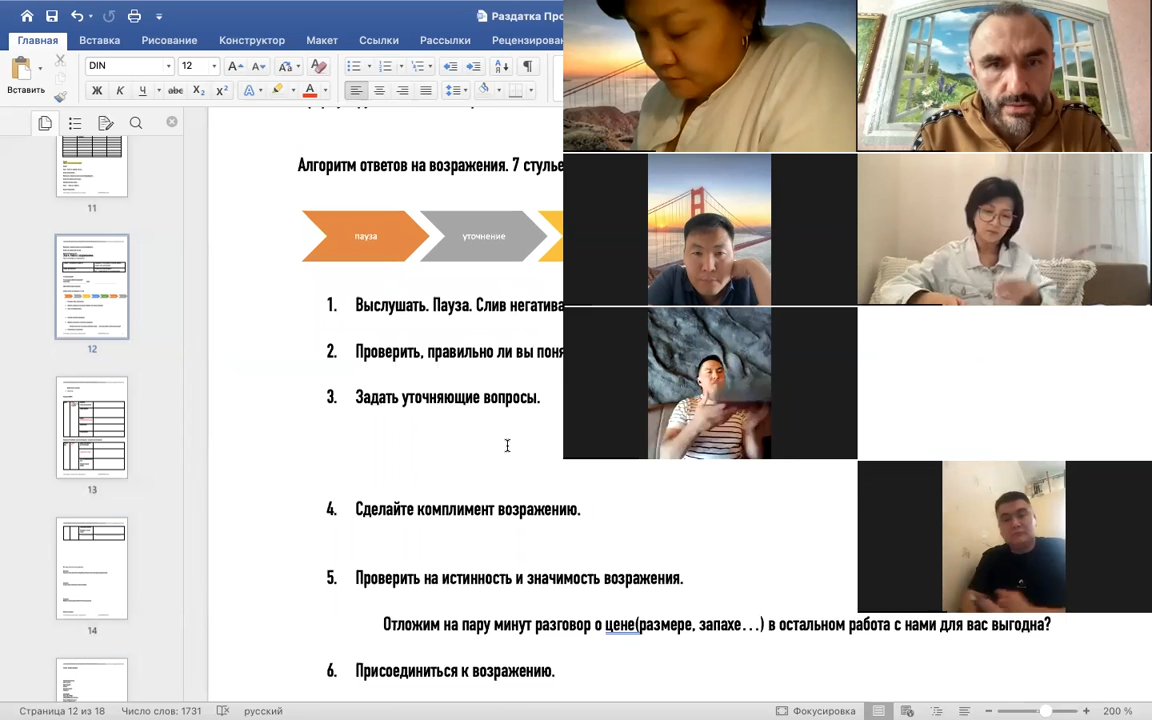 Раздатка Про
Главная Вставка Рисование Конструктор Макет Ссылки Рассылки Рецензирован
Вставить
DIN 12
Ж К Ч abc X₂ X²
Алгоритм ответов на возражения. 7 стулье
пауза уточнение
1. Выслушать. Пауза. Слив негатива
2. Проверить, правильно ли вы поня
3. Задать уточняющие вопросы.
4. Сделайте комплимент возражению.
5. Проверить на истинность и значимость возражения.
Отложим на пару минут разговор о цене(размере, запахе…) в остальном работа с нами для вас выгодна?
6. Присоединиться к возражению.
11
12
13
14
Страница 12 из 18 Число слов: 1731 русский Фокусировка 200 %